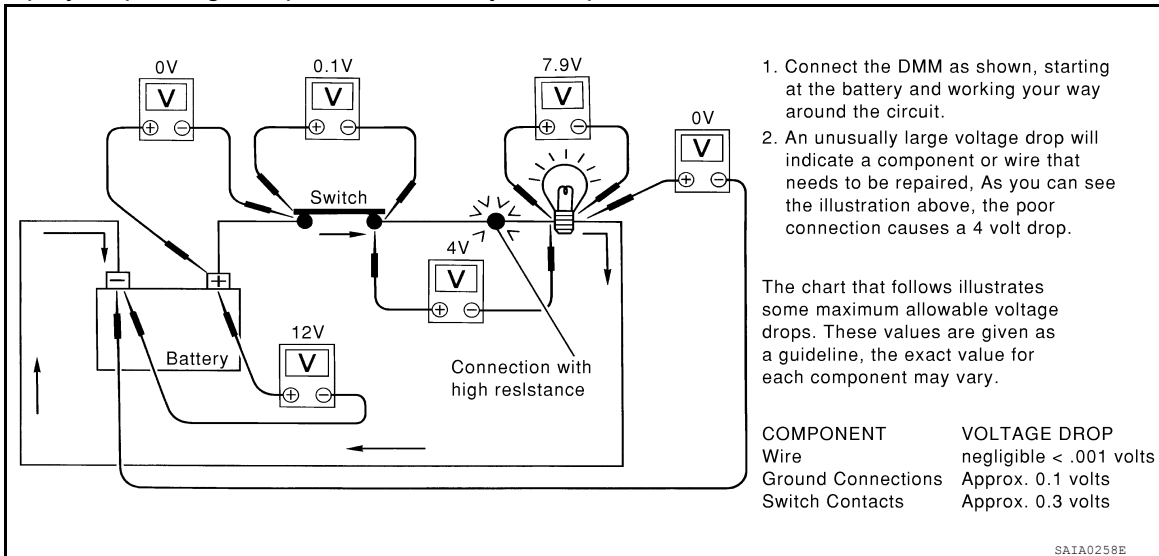 0V
0.1V
7.9V
0V
V
V
V
V
⊕ ⊖
⊕ ⊖
⊕ ⊖
⊕ ⊖
Switch
4V
V
⊕ ⊖
− +
Battery
12V
V
⊕ ⊖
Connection with
high resIstance
1. Connect the DMM as shown, starting
at the battery and working your way
around the circuit.
2. An unusually large voltage drop will
indicate a component or wire that
needs to be repaired, As you can see
the illustration above, the poor
connection causes a 4 volt drop.
The chart that follows illustrates
some maximum allowable voltage
drops. These values are given as
a guideline, the exact value for
each component may vary.
COMPONENT VOLTAGE DROP
Wire negligible < .001 volts
Ground Connections Approx. 0.1 volts
Switch Contacts Approx. 0.3 volts
SAIA0258E